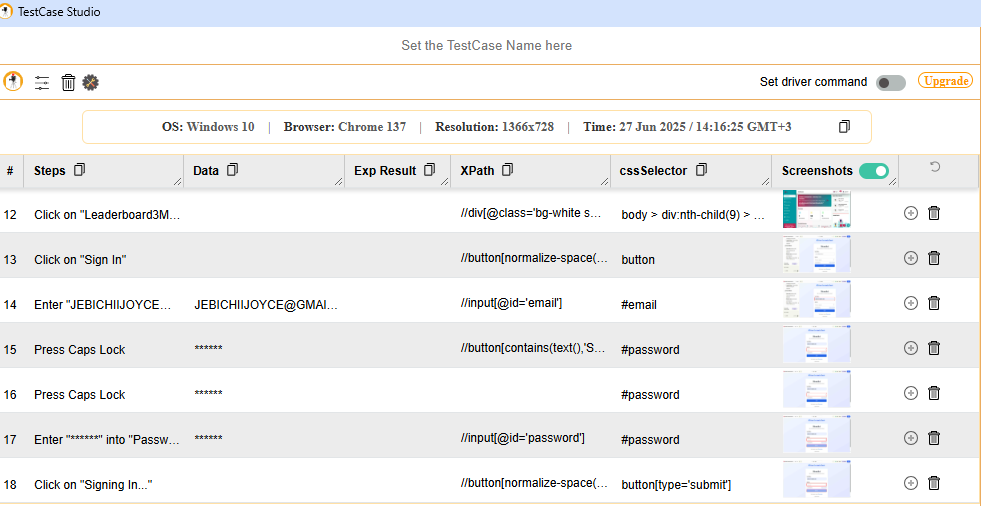 TestCase Studio
Set the TestCase Name here
Set driver command Upgrade
OS: Windows 10 | Browser: Chrome 137 | Resolution: 1366x728 | Time: 27 Jun 2025 / 14:16:25 GMT+3
# Steps Data Exp Result XPath cssSelector Screenshots
12 Click on "Leaderboard3M... //div[@class='bg-white s... body > div:nth-child(9) > ...
13 Click on "Sign In" //button[normalize-space(... button
14 Enter "JEBICHIIJOYCE... JEBICHIIJOYCE@GMAI... //input[@id='email'] #email
15 Press Caps Lock ****** //button[contains(text(),'S... #password
16 Press Caps Lock ****** #password
17 Enter "******" into "Passw... ****** //input[@id='password'] #password
18 Click on "Signing In..." //button[normalize-space(... button[type='submit']